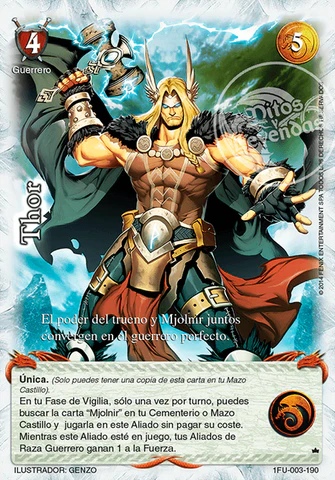 4
5
Guerrero
Mitos
y
Leyendas
Thor
El poder del trueno y Mjolnir juntos
convergen en el guerrero perfecto.
Única. (Solo puedes tener una copia de esta carta en tu Mazo
Castillo).
En tu Fase de Vigilia, sólo una vez por turno, puedes
buscar la carta “Mjolnir” en tu Cementerio o Mazo
Castillo y jugarla en este Aliado sin pagar su coste.
Mientras este Aliado esté en juego, tus Aliados de
Raza Guerrero ganan 1 a la Fuerza.
ILUSTRADOR: GENZO
1FU-003-190